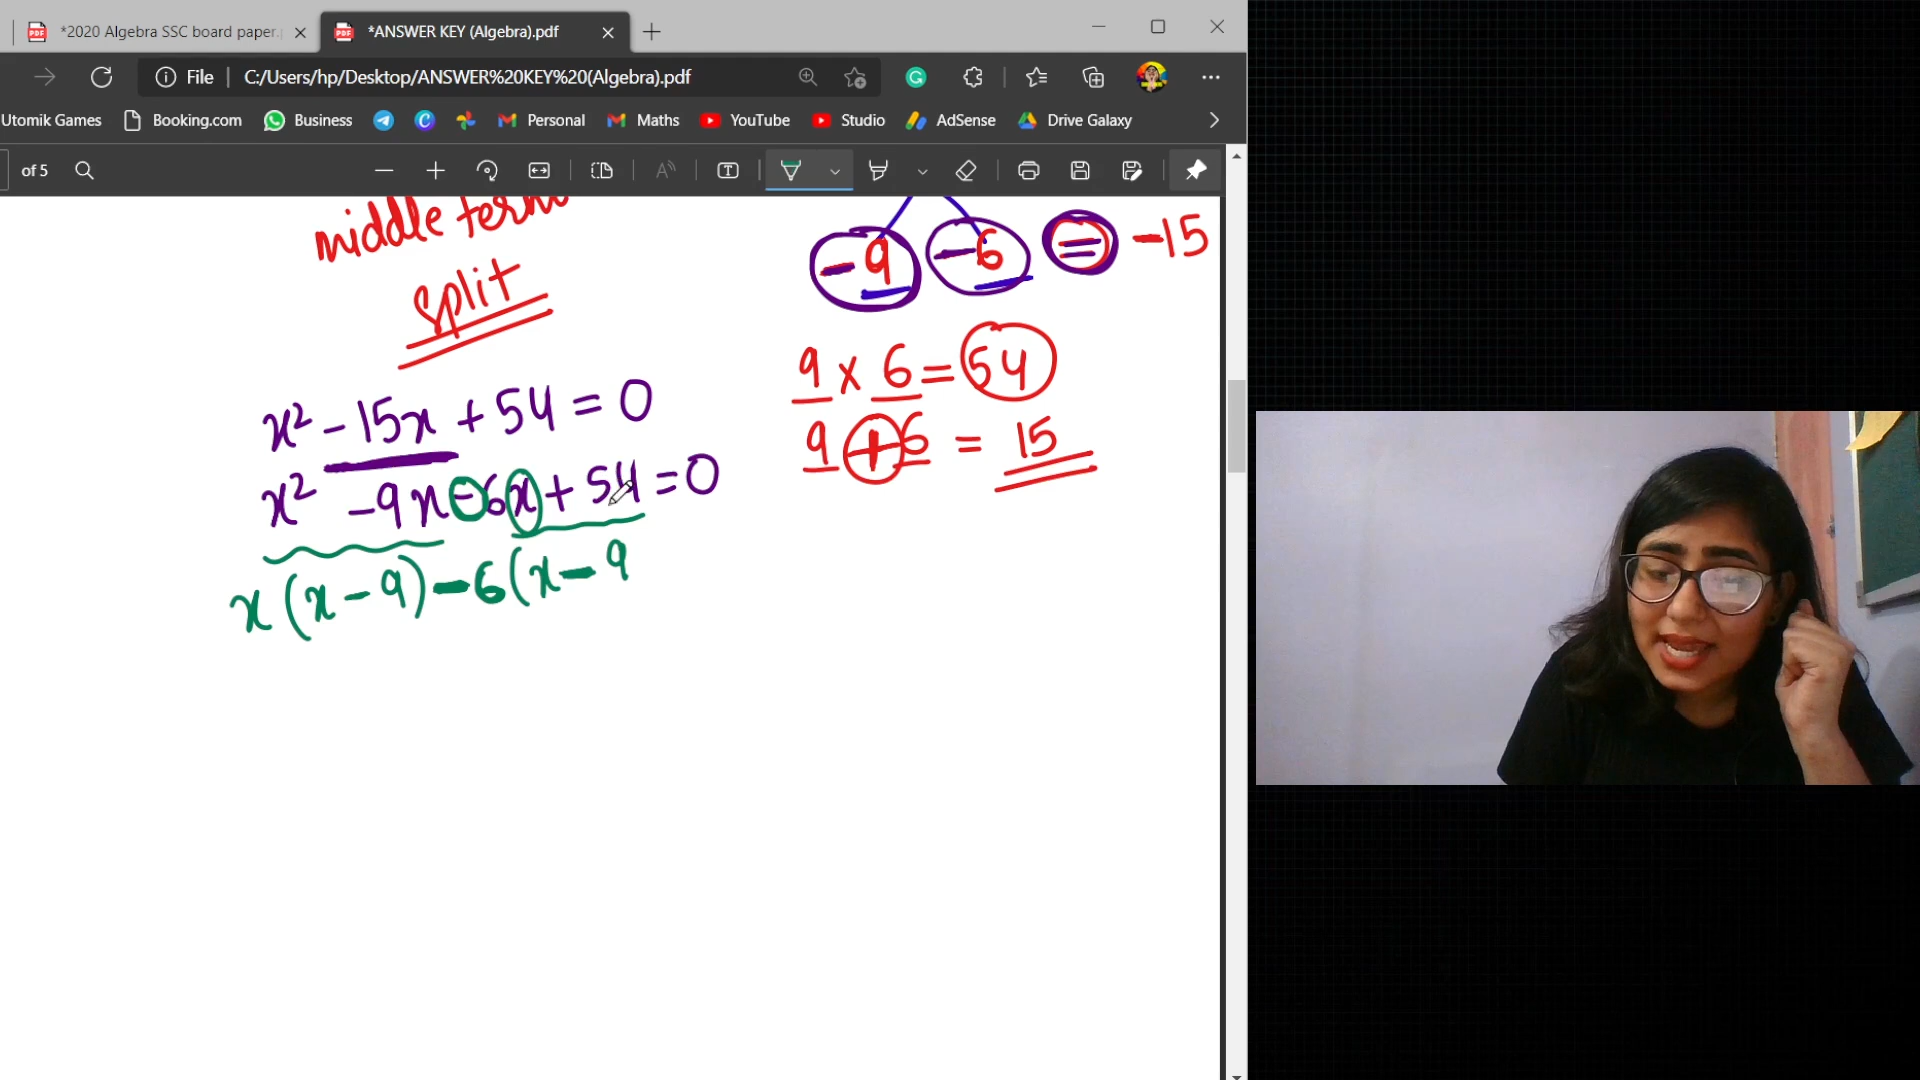 *2020 Algebra SSC board paper.p
*ANSWER KEY (Algebra).pdf
File
C:/Users/hp/Desktop/ANSWER%20KEY%20(Algebra).pdf
Utomik Games
Booking.com
Business
Personal
Maths
YouTube
Studio
AdSense
Drive Galaxy
of 5
middle term
split
-9 -6 = -15
9 x 6 = 54
9 + 6 = 15
x² - 15x + 54 = 0
x² - 9x - 6x + 54 = 0
x (x - 9) - 6 (x - 9